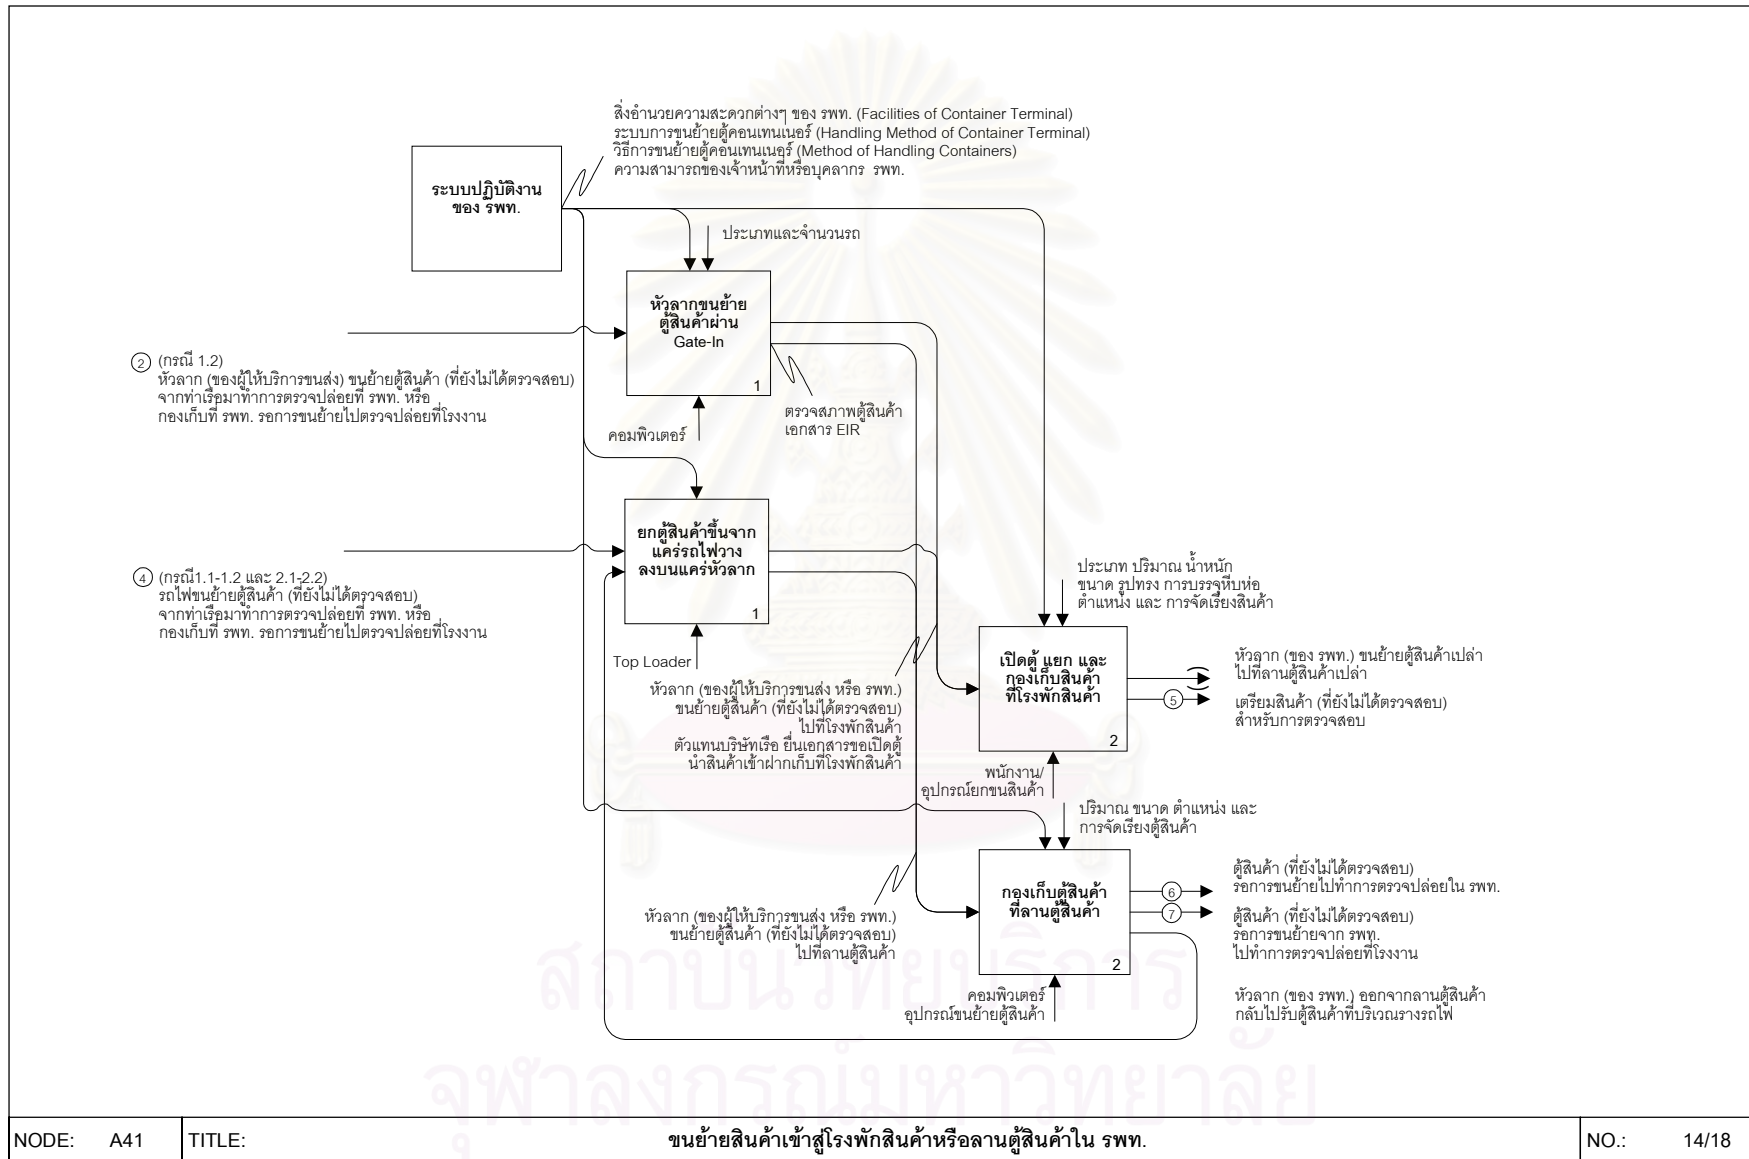 สิ่งอำนวยความสะดวกต่างๆ ของ รพท. (Facilities of Container Terminal)
ระบบการขนย้ายตู้คอนเทนเนอร์ (Handling Method of Container Terminal)
วิธีการขนย้ายตู้คอนเทนเนอร์ (Method of Handling Containers)
ความสามารถของเจ้าหน้าที่หรือบุคลากร รพท.
ระบบปฏิบัติงาน
ของ รพท.
ประเภทและจำนวนรถ
หัวลากขนย้าย
ตู้สินค้าผ่าน
Gate-In
1
2 (กรณี 1.2)
หัวลาก (ของผู้ให้บริการขนส่ง) ขนย้ายตู้สินค้า (ที่ยังไม่ได้ตรวจสอบ)
จากท่าเรือมาทำการตรวจปล่อยที่ รพท. หรือ
กองเก็บที่ รพท. รอการขนย้ายไปตรวจปล่อยที่โรงงาน
ตรวจสภาพตู้สินค้า
เอกสาร EIR
คอมพิวเตอร์
ยกตู้สินค้าขึ้นจาก
แคร่รถไฟวาง
ลงบนแคร่หัวลาก
1
4 (กรณี1.1-1.2 และ 2.1-2.2)
รถไฟขนย้ายตู้สินค้า (ที่ยังไม่ได้ตรวจสอบ)
จากท่าเรือมาทำการตรวจปล่อยที่ รพท. หรือ
กองเก็บที่ รพท. รอการขนย้ายไปตรวจปล่อยที่โรงงาน
Top Loader
ประเภท ปริมาณ น้ำหนัก
ขนาด รูปทรง การบรรจุหีบห่อ
ตำแหน่ง และ การจัดเรียงสินค้า
หัวลาก (ของผู้ให้บริการขนส่ง หรือ รพท.)
ขนย้ายตู้สินค้า (ที่ยังไม่ได้ตรวจสอบ)
ไปที่โรงพักสินค้า
ตัวแทนบริษัทเรือ ยื่นเอกสารขอเปิดตู้
นำสินค้าเข้าฝากเก็บที่โรงพักสินค้า
เปิดตู้ แยก และ
กองเก็บสินค้า
ที่โรงพักสินค้า
2
หัวลาก (ของ รพท.) ขนย้ายตู้สินค้าเปล่า
ไปที่ลานตู้สินค้าเปล่า
5
เตรียมสินค้า (ที่ยังไม่ได้ตรวจสอบ)
สำหรับการตรวจสอบ
พนักงาน/
อุปกรณ์ยกขนสินค้า
ปริมาณ ขนาด ตำแหน่ง และ
การจัดเรียงตู้สินค้า
กองเก็บตู้สินค้า
ที่ลานตู้สินค้า
2
6
ตู้สินค้า (ที่ยังไม่ได้ตรวจสอบ)
รอการขนย้ายไปทำการตรวจปล่อยใน รพท.
7
ตู้สินค้า (ที่ยังไม่ได้ตรวจสอบ)
รอการขนย้ายจาก รพท.
ไปทำการตรวจปล่อยที่โรงงาน
หัวลาก (ของผู้ให้บริการขนส่ง หรือ รพท.)
ขนย้ายตู้สินค้า (ที่ยังไม่ได้ตรวจสอบ)
ไปที่ลานตู้สินค้า
คอมพิวเตอร์
อุปกรณ์ขนย้ายตู้สินค้า
หัวลาก (ของ รพท.) ออกจากลานตู้สินค้า
กลับไปรับตู้สินค้าที่บริเวณรางรถไฟ
สถาบันวิทยบริการ
จุฬาลงกรณ์มหาวิทยาลัย
NODE: A41 TITLE: ขนย้ายสินค้าเข้าสู่โรงพักสินค้าหรือลานตู้สินค้าใน รพท. NO.: 14/18